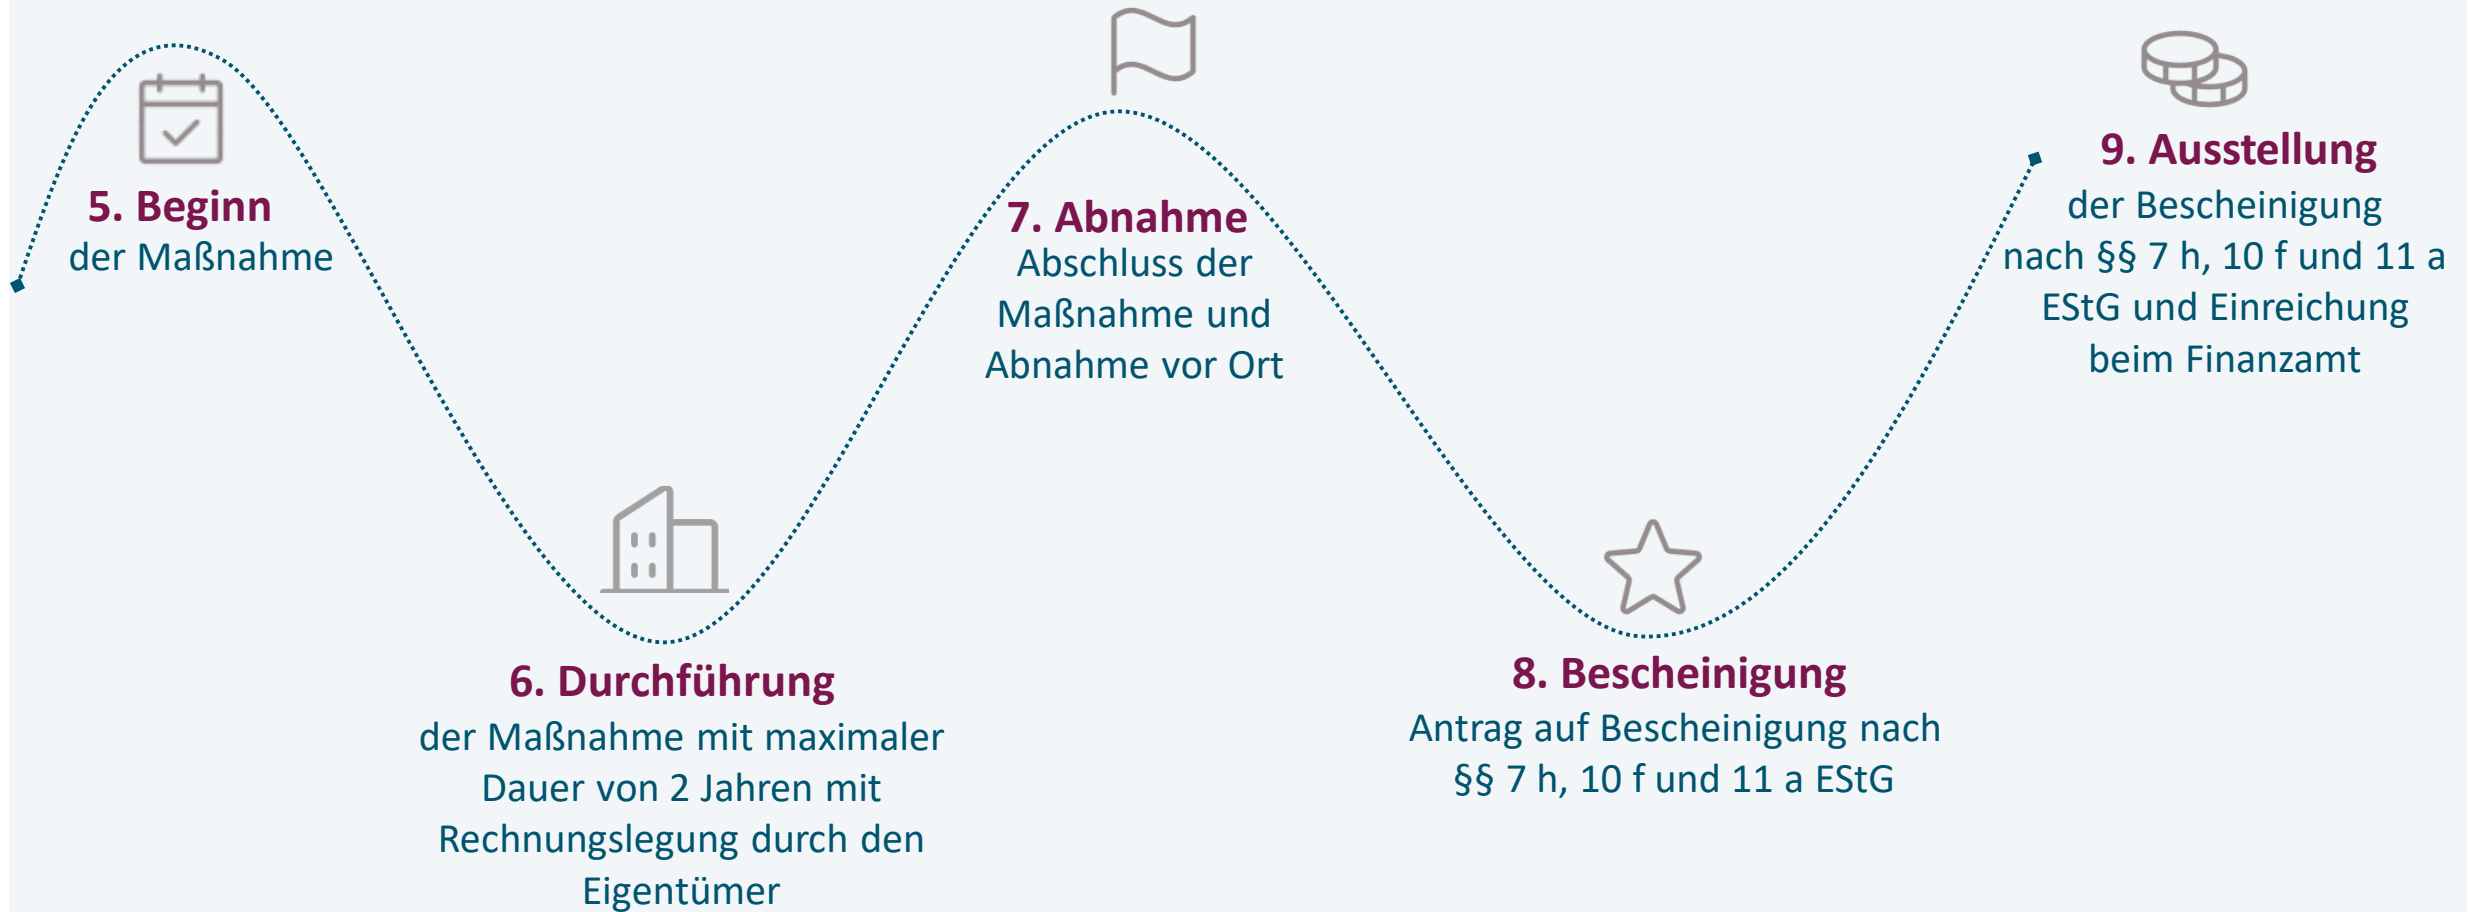 5. Beginn
der Maßnahme
6. Durchführung
der Maßnahme mit maximaler
Dauer von 2 Jahren mit
Rechnungslegung durch den
Eigentümer
7. Abnahme
Abschluss der
Maßnahme und
Abnahme vor Ort
8. Bescheinigung
Antrag auf Bescheinigung nach
§§ 7 h, 10 f und 11 a EStG
9. Ausstellung
der Bescheinigung
nach §§ 7 h, 10 f und 11 a
EStG und Einreichung
beim Finanzamt